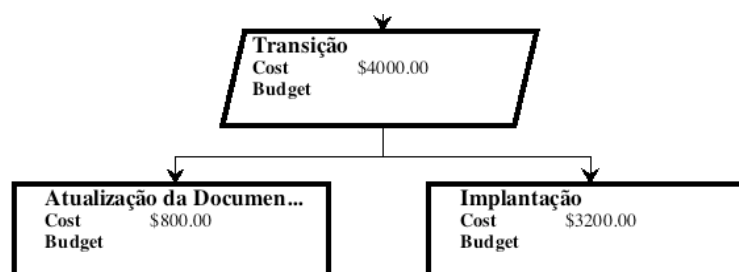 Transição
Cost $4000.00
Budget
Atualização da Documen...
Cost $800.00
Budget
Implantação
Cost $3200.00
Budget